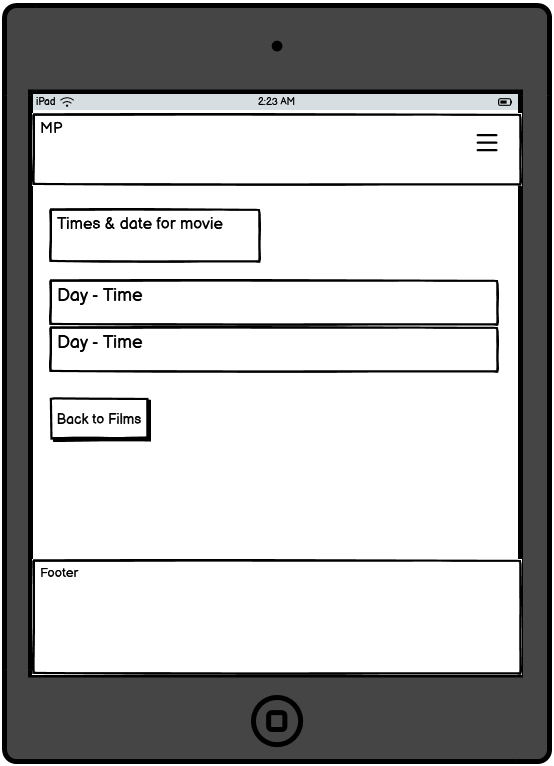 iPad 2:23 AM
MP
Times & date for movie
Day - Time
Day - Time
Back to Films
Footer